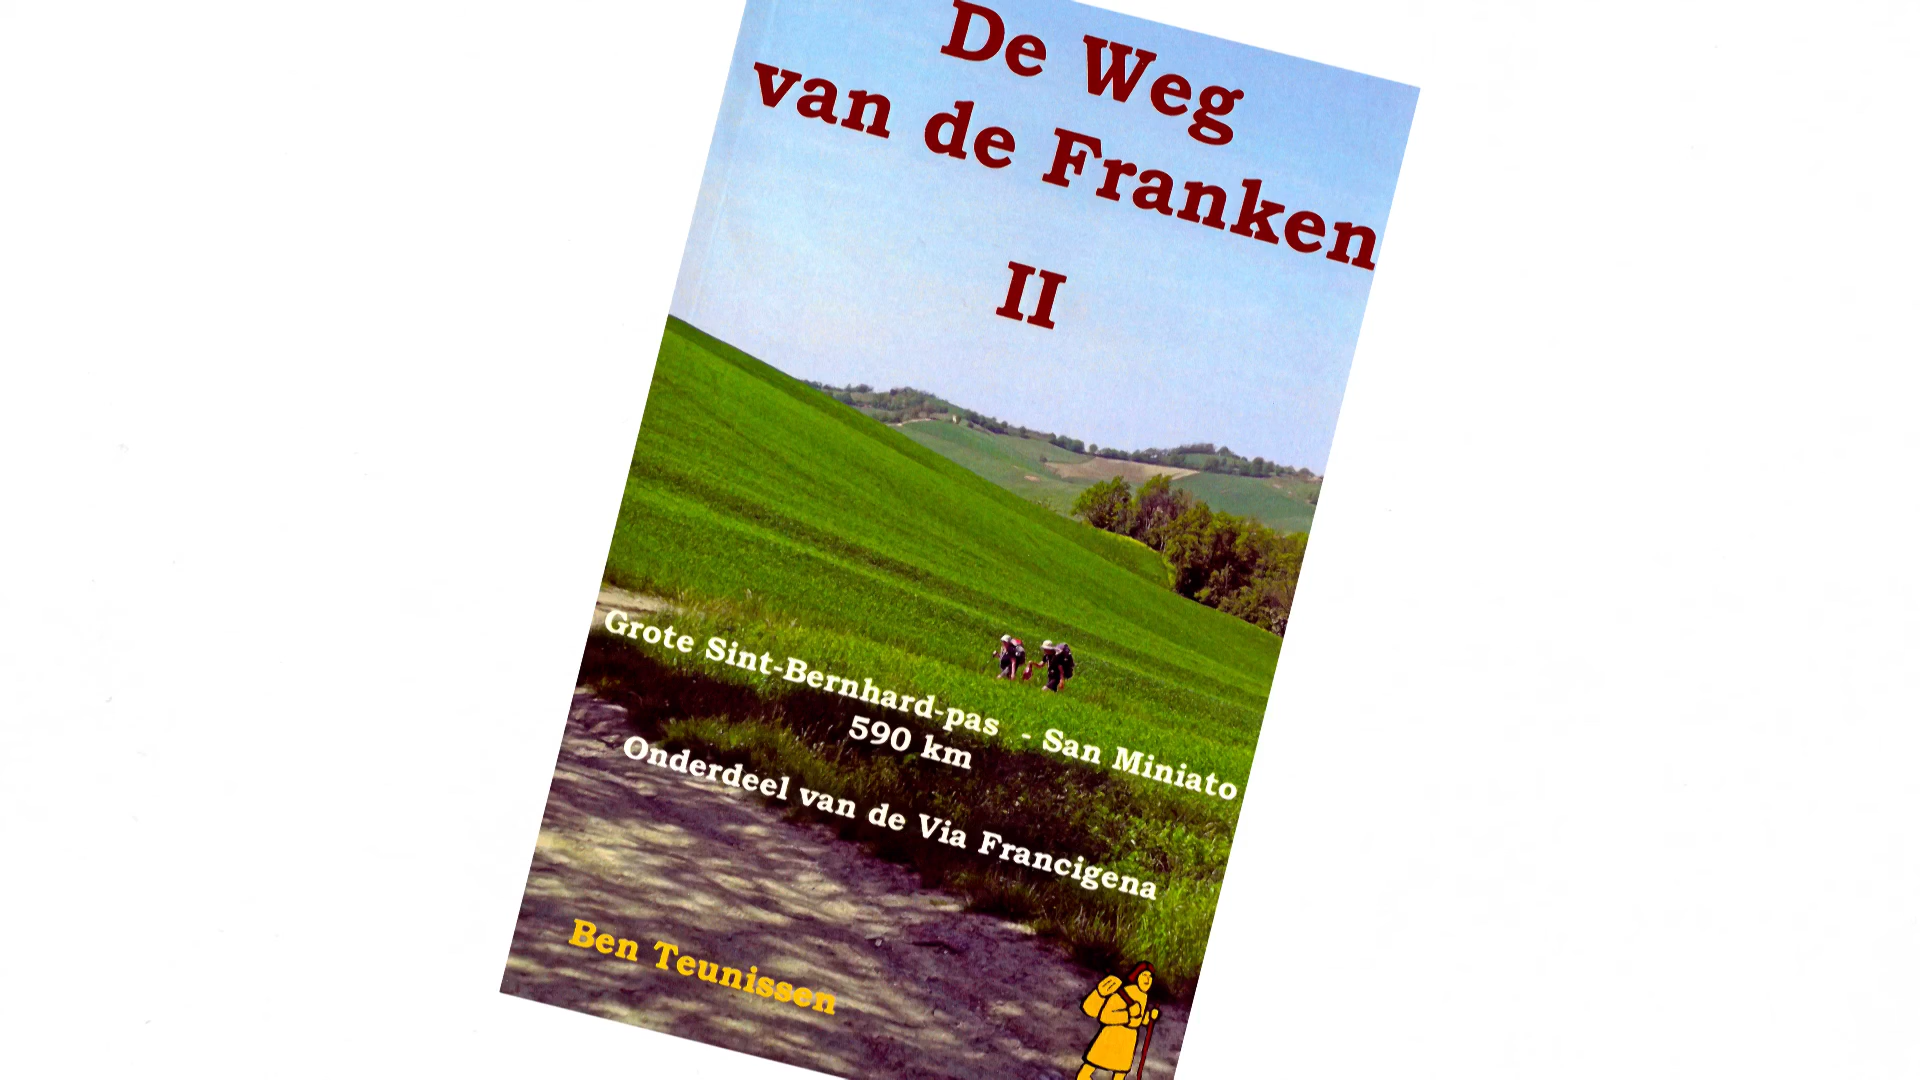 De Weg
van de Franken
II
Grote Sint-Bernhard-pas - San Miniato
590 km
Onderdeel van de Via Francigena
Ben Teunissen